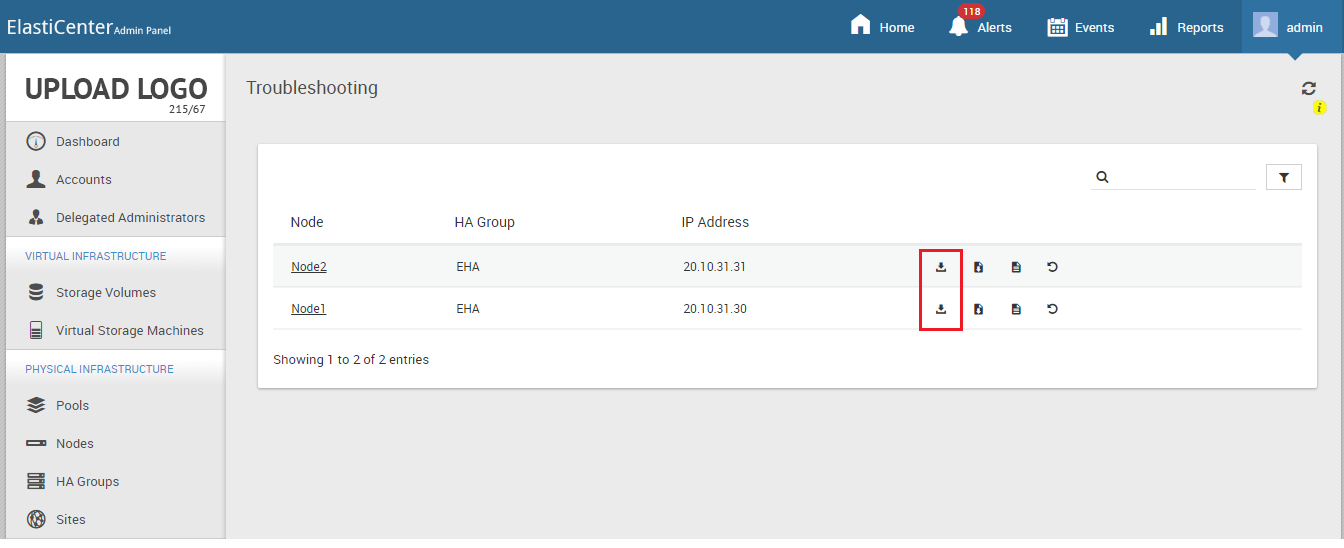 ElastiCenter Admin Panel
Home
118
Alerts
Events
Reports
admin
UPLOAD LOGO
215/67
Dashboard
Accounts
Delegated Administrators
VIRTUAL INFRASTRUCTURE
Storage Volumes
Virtual Storage Machines
PHYSICAL INFRASTRUCTURE
Pools
Nodes
HA Groups
Sites
Troubleshooting
i
Node HA Group IP Address
Node2 EHA 20.10.31.31
Node1 EHA 20.10.31.30
Showing 1 to 2 of 2 entries